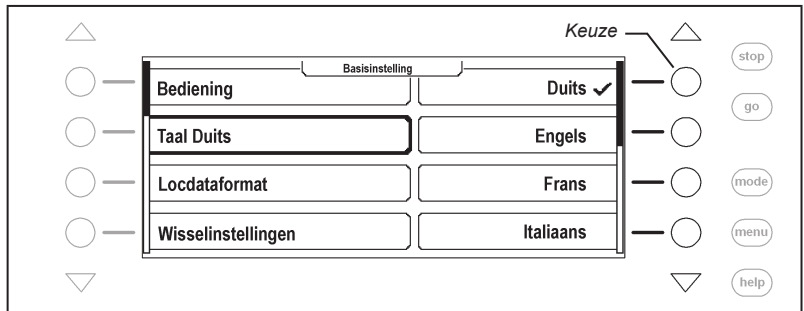 Keuze
stop
Basisinstelling
Bediening
Duits ✓
go
Taal Duits
Engels
Locdataformat
Frans
mode
Wisselinstellingen
Italiaans
menu
help